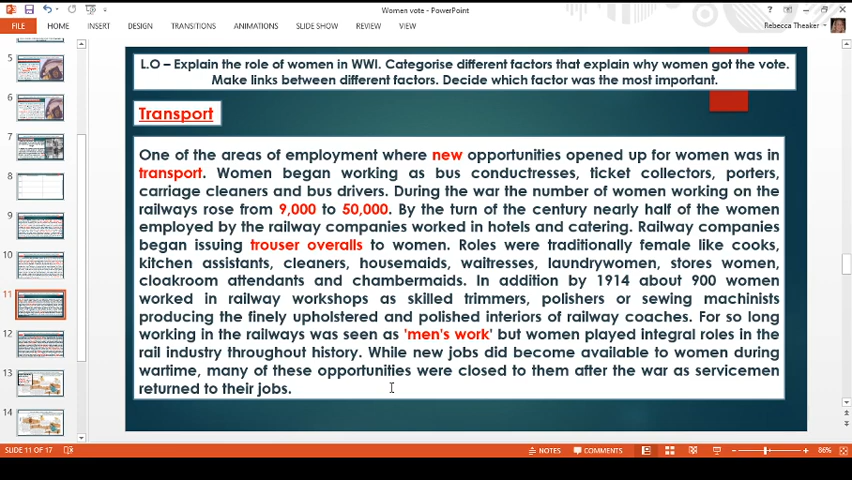 Women vote - PowerPoint
FILE HOME INSERT DESIGN TRANSITIONS ANIMATIONS SLIDE SHOW REVIEW VIEW
Rebecca Theaker
L.O – Explain the role of women in WWI. Categorise different factors that explain why women got the vote.
Make links between different factors. Decide which factor was the most important.
Transport
One of the areas of employment where new opportunities opened up for women was in
transport. Women began working as bus conductresses, ticket collectors, porters,
carriage cleaners and bus drivers. During the war the number of women working on the
railways rose from 9,000 to 50,000. By the turn of the century nearly half of the women
employed by the railway companies worked in hotels and catering. Railway companies
began issuing trouser overalls to women. Roles were traditionally female like cooks,
kitchen assistants, cleaners, housemaids, waitresses, laundrywomen, stores women,
cloakroom attendants and chambermaids. In addition by 1914 about 900 women
worked in railway workshops as skilled trimmers, polishers or sewing machinists
producing the finely upholstered and polished interiors of railway coaches. For so long
working in the railways was seen as 'men's work' but women played integral roles in the
rail industry throughout history. While new jobs did become available to women during
wartime, many of these opportunities were closed to them after the war as servicemen
returned to their jobs.
5
6
7
8
9
10
11
12
13
14
SLIDE 11 OF 17
NOTES COMMENTS 86%